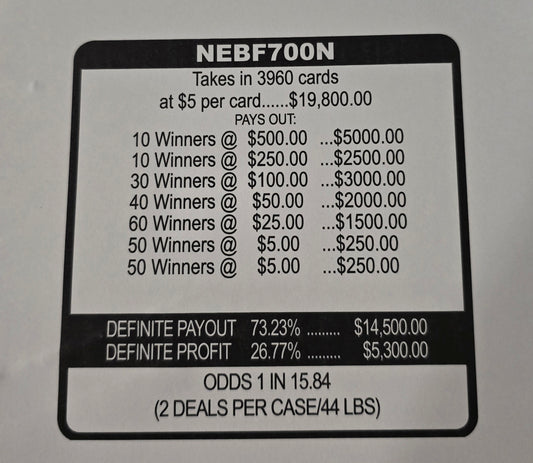 NEBF700N
Takes in 3960 cards
at $5 per card......$19,800.00
PAYS OUT:
10 Winners @ $500.00 ...$5000.00
10 Winners @ $250.00 ...$2500.00
30 Winners @ $100.00 ...$3000.00
40 Winners @ $50.00 ...$2000.00
60 Winners @ $25.00 ...$1500.00
50 Winners @ $5.00 ...$250.00
50 Winners @ $5.00 ...$250.00
DEFINITE PAYOUT 73.23% ......... $14,500.00
DEFINITE PROFIT 26.77% ......... $5,300.00
ODDS 1 IN 15.84
(2 DEALS PER CASE/44 LBS)